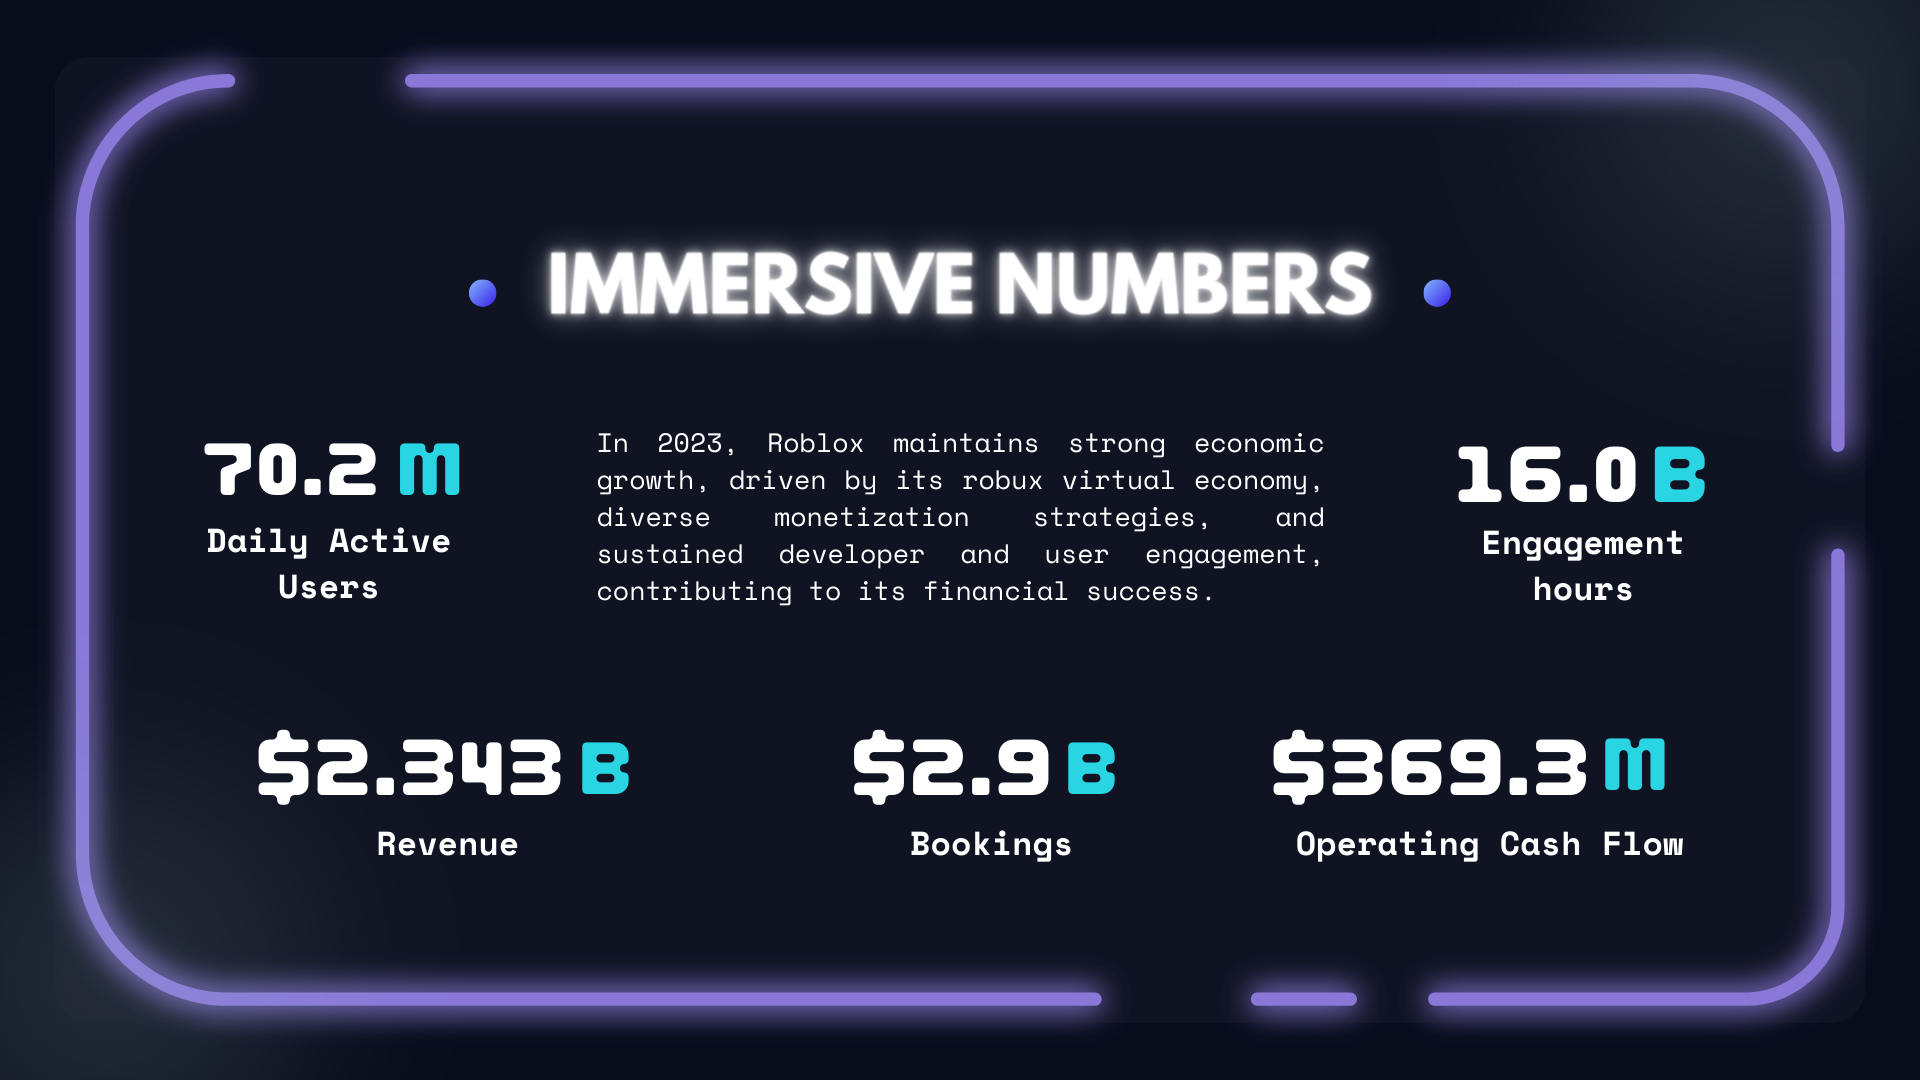 IMMERSIVE NUMBERS
70.2 M
Daily Active
Users
In 2023, Roblox maintains strong economic
growth, driven by its robux virtual economy,
diverse monetization strategies, and
sustained developer and user engagement,
contributing to its financial success.
16.0 B
Engagement
hours
$2.343 B
Revenue
$2.9 B
Bookings
$369.3 M
Operating Cash Flow